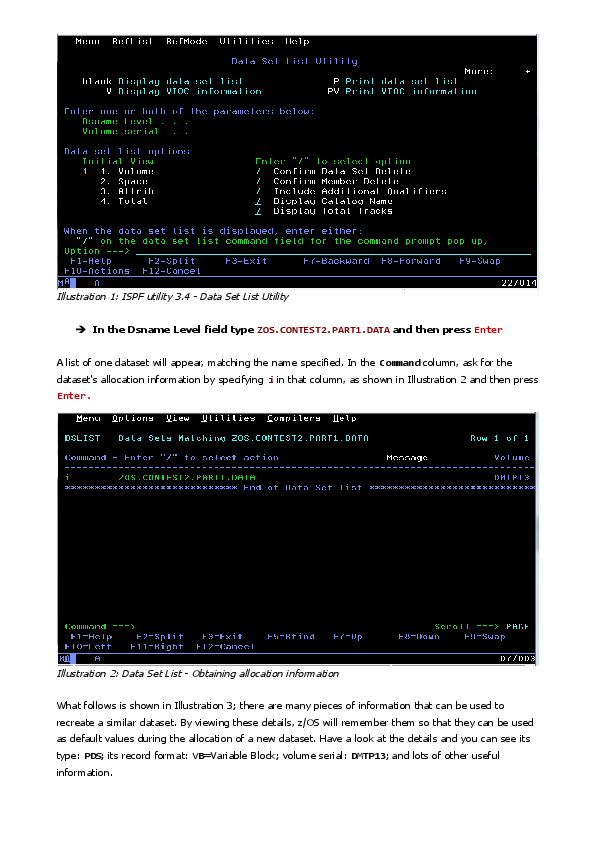 Menu RefList RefMode Utilities Help
Data Set List Utility
More: +
blank Display data set list P Print data set list
V Display VTOC information PV Print VTOC information
Enter one or both of the parameters below:
Dsname Level . . .
Volume serial . .
Data set list options
Initial View Enter "/" to select option
1 1. Volume / Confirm Data Set Delete
2. Space / Confirm Member Delete
3. Attrib / Include Additional Qualifiers
4. Total / Display Catalog Name
/ Display Total Tracks
When the data set list is displayed, enter either:
"/" on the data set list command field for the command prompt pop up,
Option ===>
F1=Help F2=Split F3=Exit F7=Backward F8=Forward F9=Swap
F10=Actions F12=Cancel
MA A 22/014
Illustration 1: ISPF utility 3.4 - Data Set List Utility
➔ In the Dsname Level field type ZOS.CONTEST2.PART1.DATA and then press Enter
A list of one dataset will appear, matching the name specified. In the Command column, ask for the
dataset's allocation information by specifying i in that column, as shown in Illustration 2 and then press
Enter.
Menu Options View Utilities Compilers Help
DSLIST Data Sets Matching ZOS.CONTEST2.PART1.DATA Row 1 of 1
Command - Enter "/" to select action Message Volume
-------------------------------------------------------------------------------
i ZOS.CONTEST2.PART1.DATA DMTP13
***************************** End of Data Set list ****************************
Command ===> Scroll ===> PAGE
F1=Help F2=Split F3=Exit F5=Rfind F7=Up F8=Down F9=Swap
F10=Left F11=Right F12=Cancel
MA A 07/003
Illustration 2: Data Set List - Obtaining allocation information
What follows is shown in Illustration 3; there are many pieces of information that can be used to
recreate a similar dataset. By viewing these details, z/OS will remember them so that they can be used
as default values during the allocation of a new dataset. Have a look at the details and you can see its
type: PDS; its record format: VB=Variable Block; volume serial: DMTP13; and lots of other useful
information.